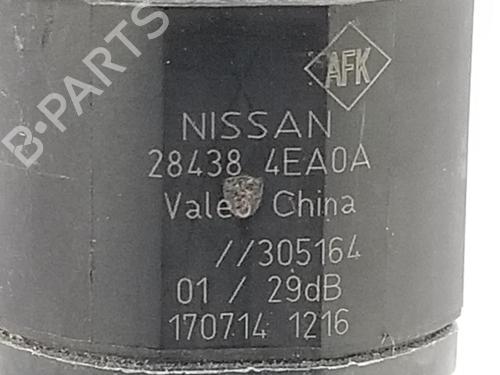 B-PARTS
AFK
NISSAN
28438 4EA0A
Valeo China
//305164
01 / 29dB
170714 1216